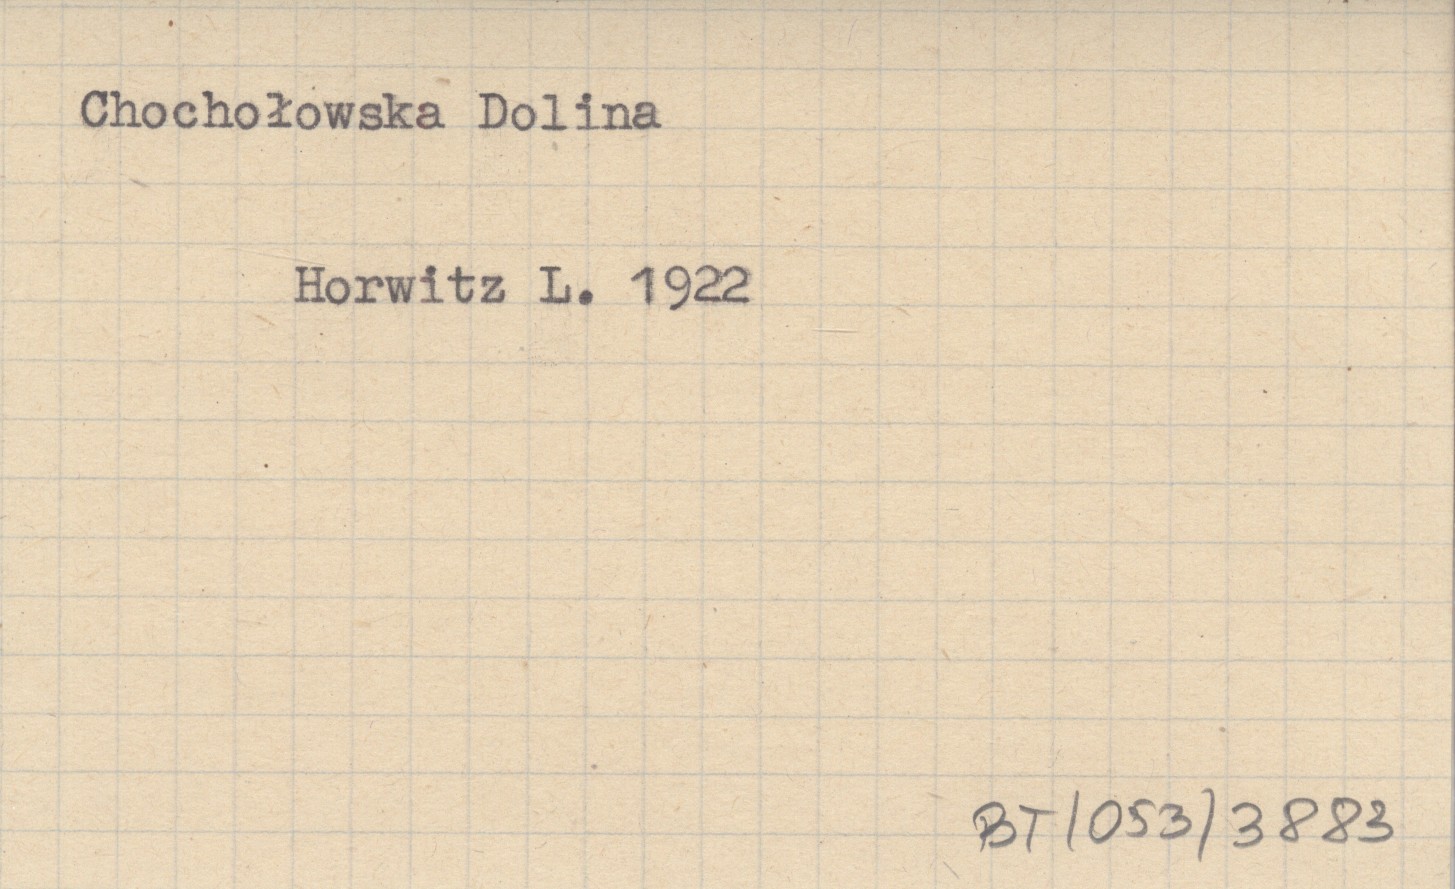 Chochołowska Dolina
Horwitz L. 1922
BT/053/3883